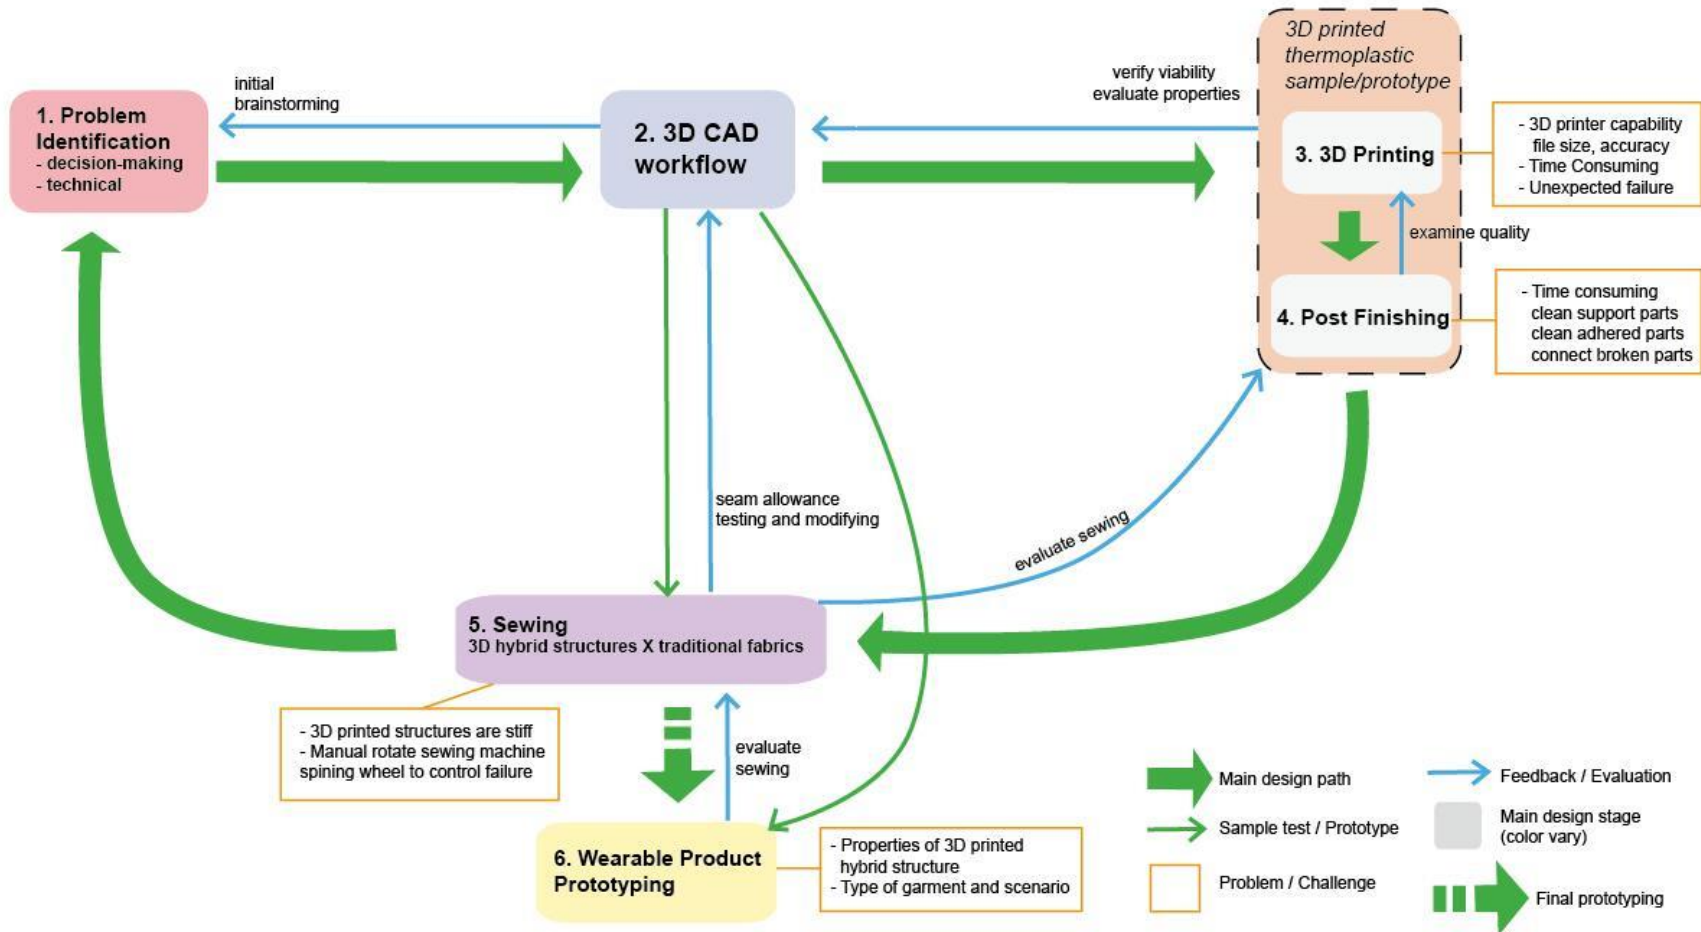 1. Problem
Identification
- decision-making
- technical
initial
brainstorming
2. 3D CAD
workflow
verify viability
evaluate properties
3D printed
thermoplastic
sample/prototype
3. 3D Printing
- 3D printer capability
file size, accuracy
- Time Consuming
- Unexpected failure
examine quality
4. Post Finishing
- Time consuming
clean support parts
clean adhered parts
connect broken parts
seam allowance
testing and modifying
evaluate sewing
5. Sewing
3D hybrid structures X traditional fabrics
- 3D printed structures are stiff
- Manual rotate sewing machine
spining wheel to control failure
evaluate
sewing
6. Wearable Product
Prototyping
- Properties of 3D printed
hybrid structure
- Type of garment and scenario
Main design path
Sample test / Prototype
Problem / Challenge
Feedback / Evaluation
Main design stage
(color vary)
Final prototyping